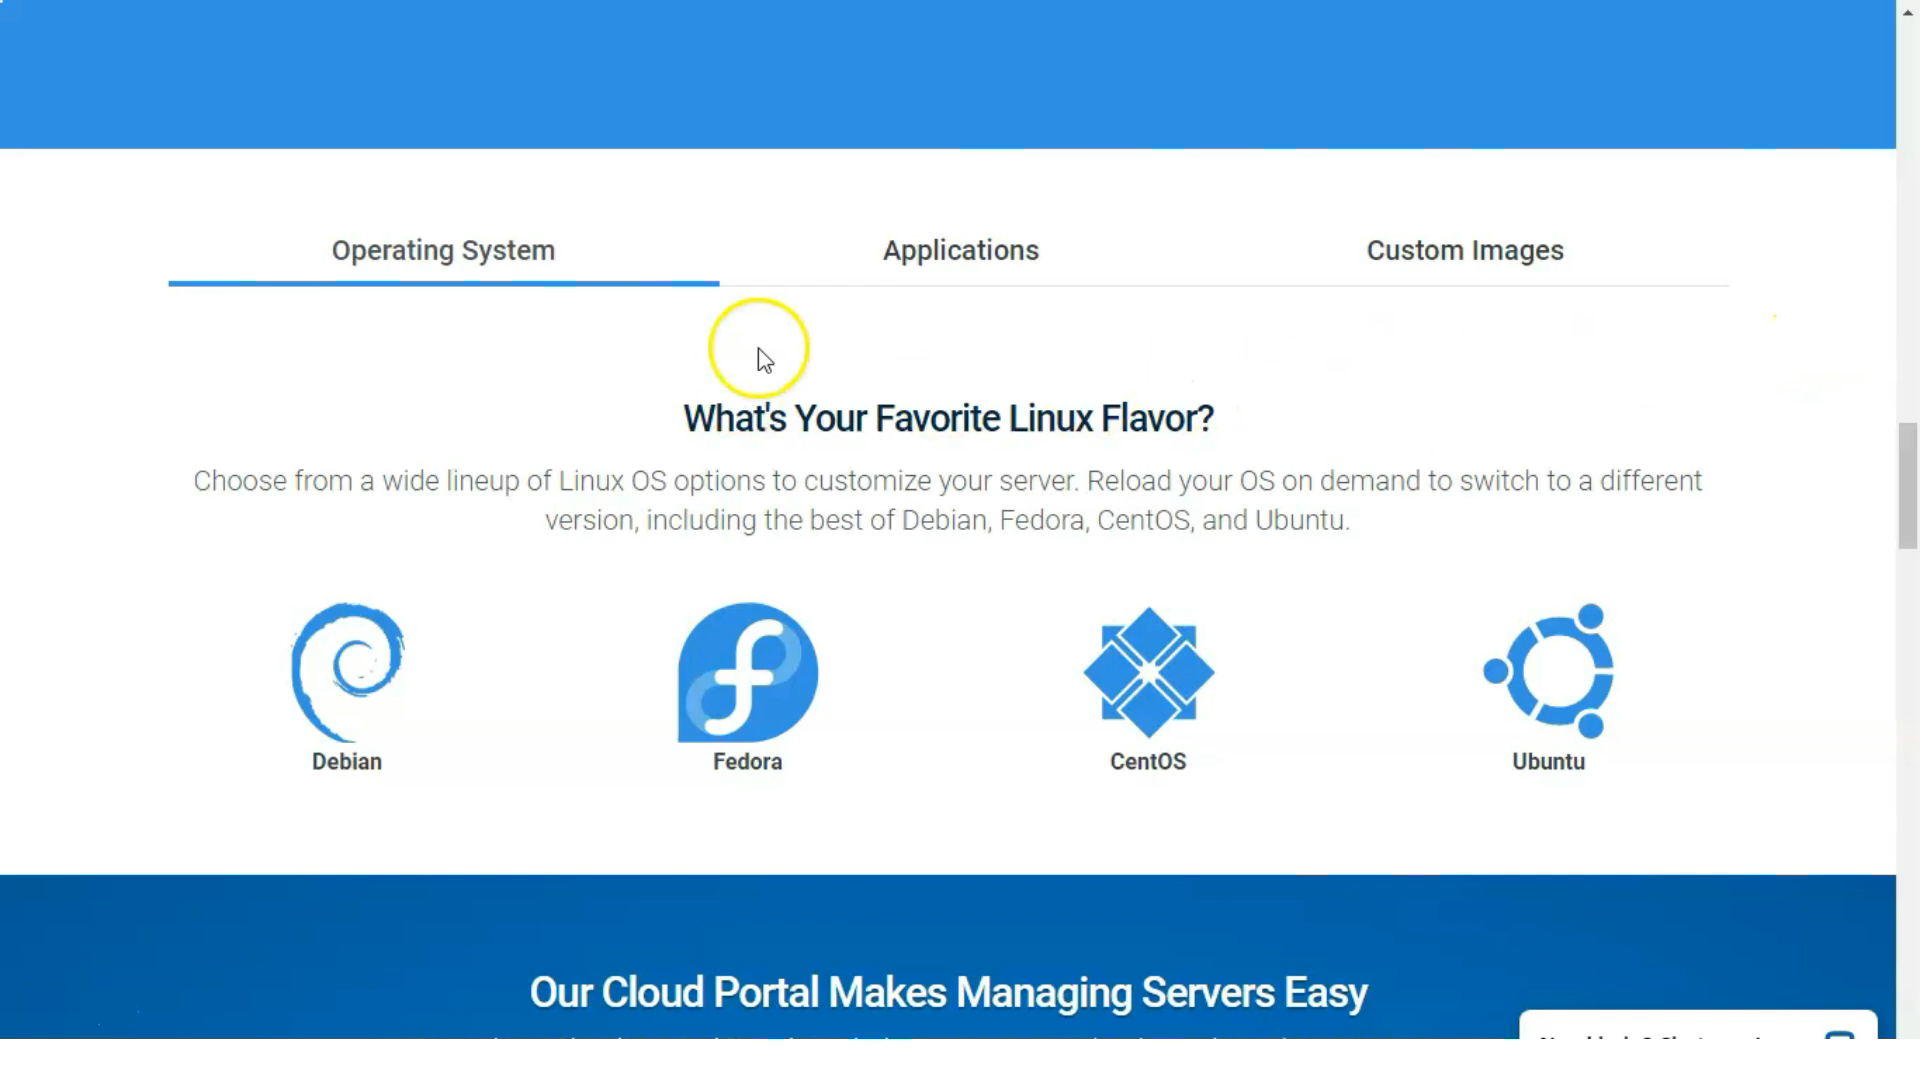 Operating System
Applications
Custom Images
What's Your Favorite Linux Flavor?
Choose from a wide lineup of Linux OS options to customize your server. Reload your OS on demand to switch to a different
version, including the best of Debian, Fedora, CentOS, and Ubuntu.
Debian
Fedora
CentOS
Ubuntu
Our Cloud Portal Makes Managing Servers Easy